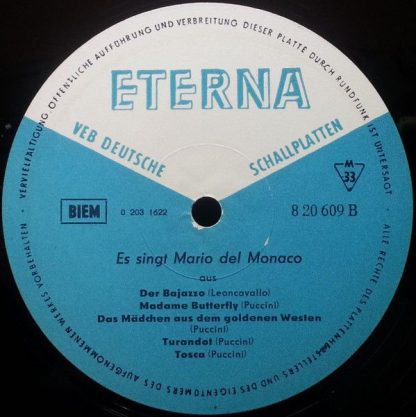 ETERNA
VEB DEUTSCHE
SCHALLPLATTEN
BIEM
0 203 1622
M
33
8 20 609 B
Es singt Mario del Monaco
aus
Der Bajazzo (Leoncavallo)
Madame Butterfly (Puccini)
Das Mädchen aus dem goldenen Westen
(Puccini)
Turandot (Puccini)
Tosca (Puccini)
ALLE RECHTE DES PLATTENHERSTELLERS UND DES EIGENTÜMERS DES AUFGENOMMENEN WERKES VORBEHALTEN · VERVIELFÄLTIGUNG ÖFFENTLICHE AUFFÜHRUNG UND VERBREITUNG DIESER PLATTE DURCH RUNDFUNK IST UNTERSAGT ·